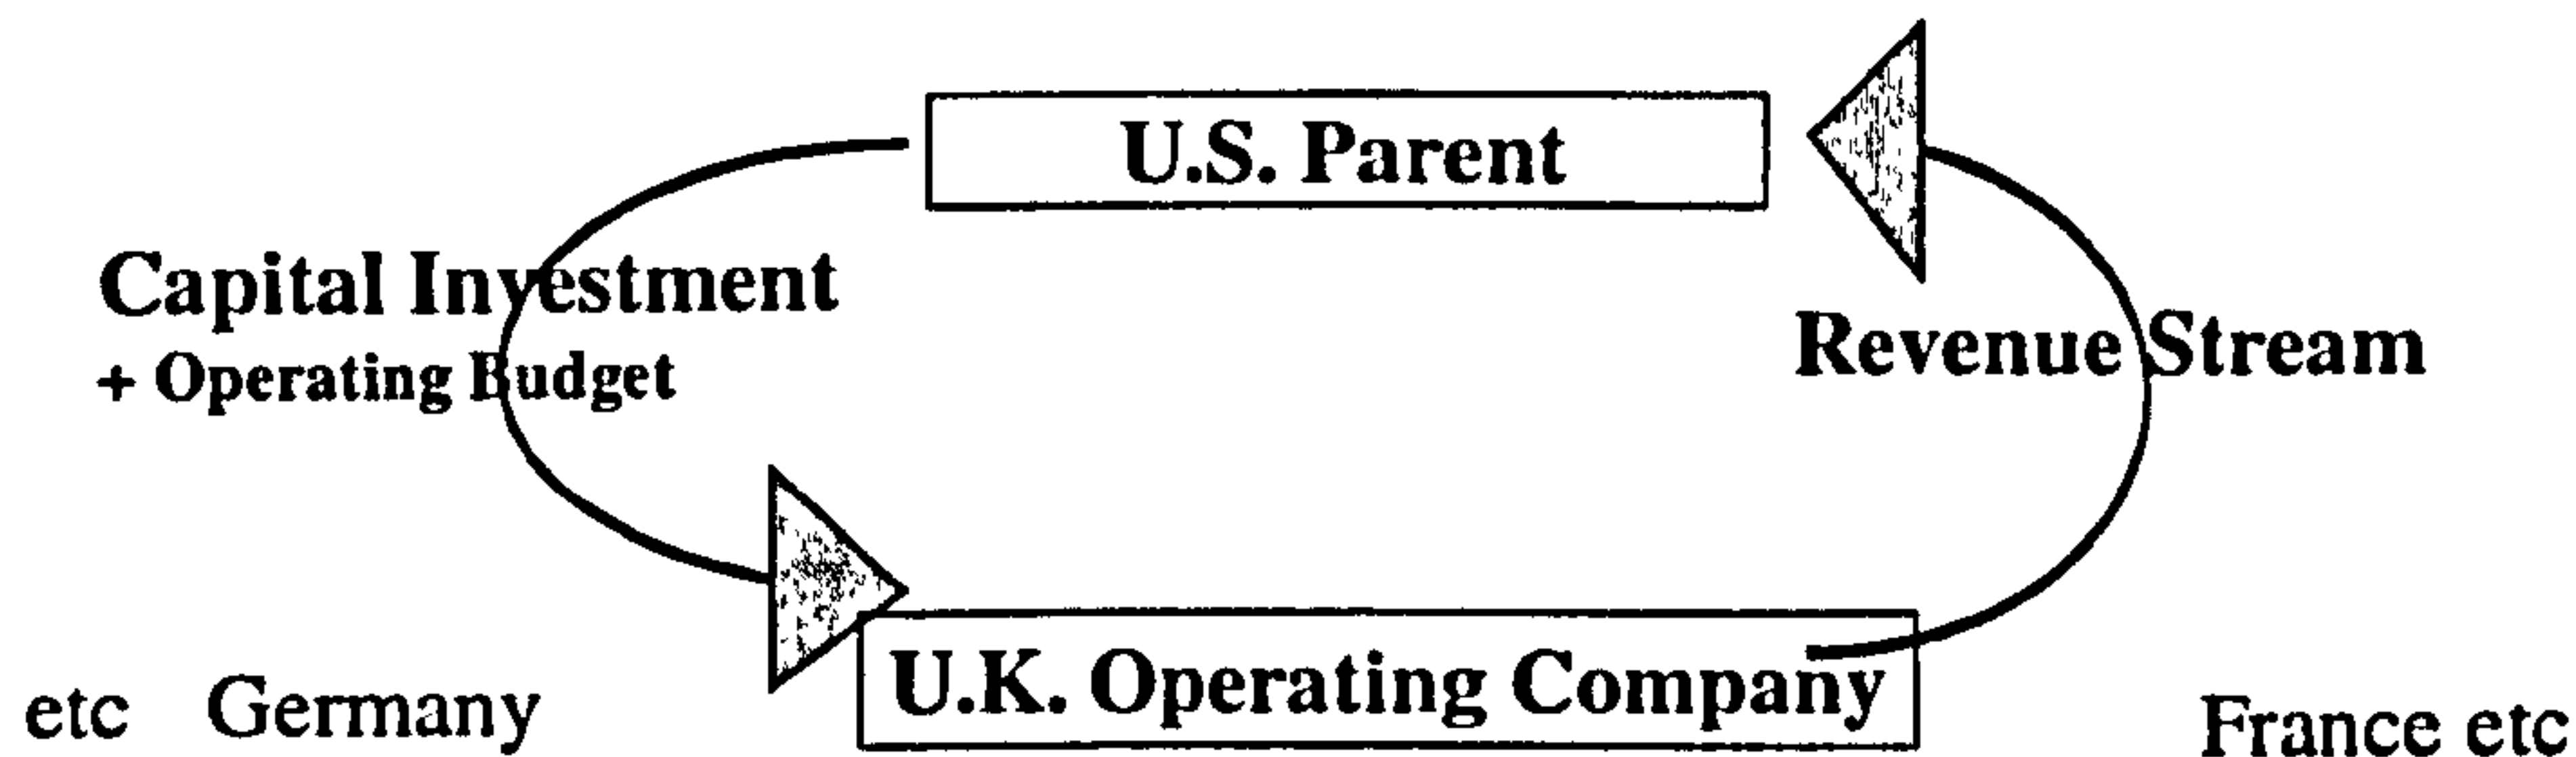 U.S. Parent
Capital Investment
+ Operating Budget
Revenue Stream
U.K. Operating Company
etc Germany
France etc